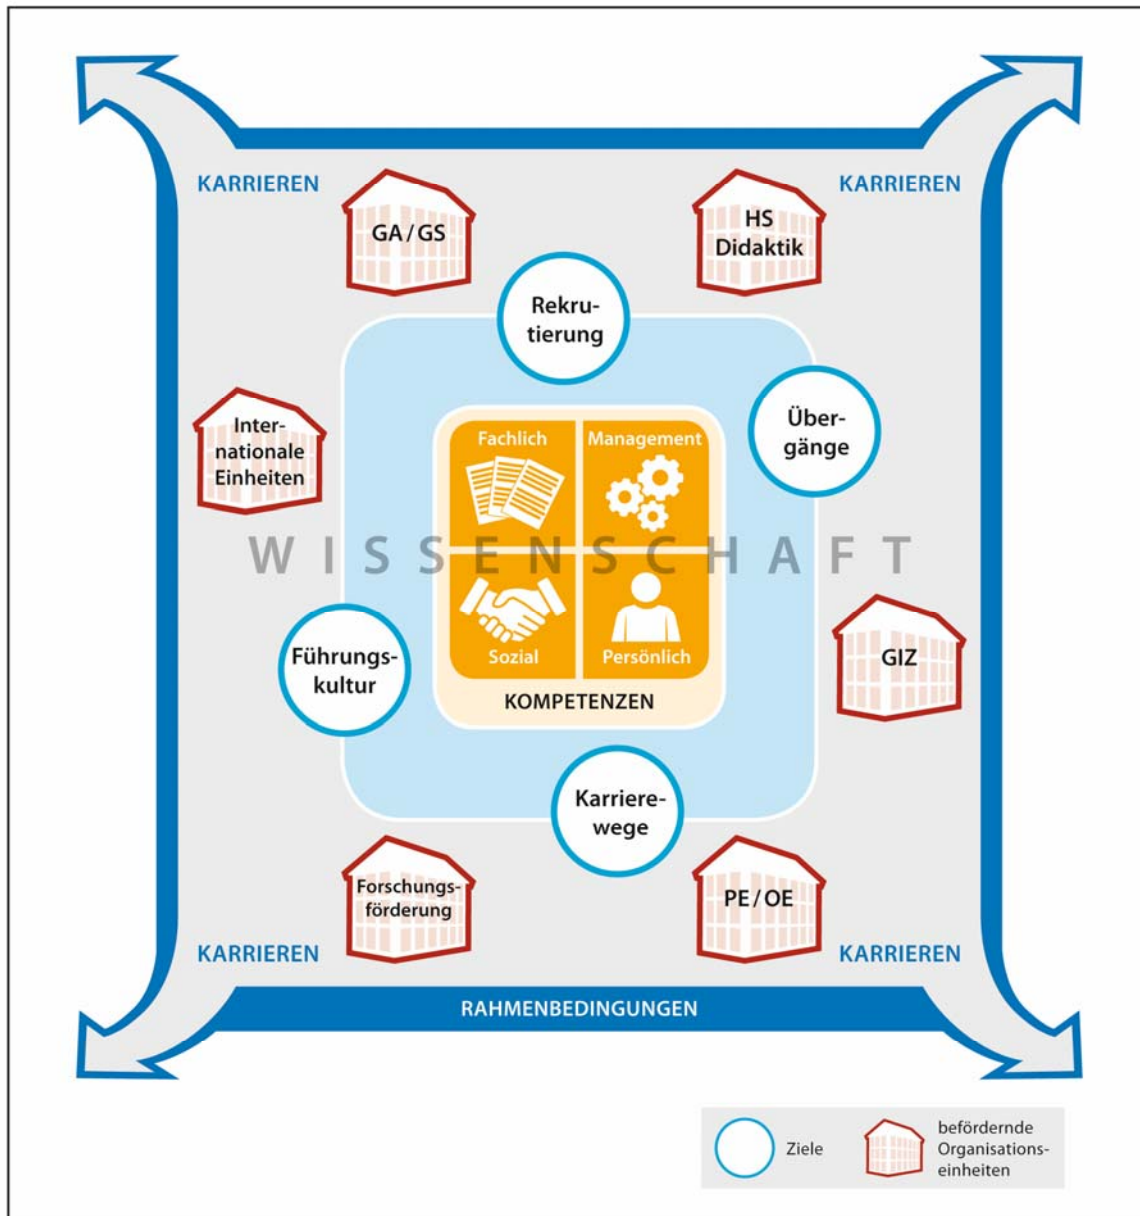 KARRIEREN
KARRIEREN
GA / GS
HS
Didaktik
Rekru-
tierung
Über-
gänge
Inter-
nationale
Einheiten
Fachlich
Management
WISSENSCHAFT
Sozial
Persönlich
KOMPETENZEN
Führungs-
kultur
GIZ
Karriere-
wege
Forschungs-
förderung
PE / OE
KARRIEREN
KARRIEREN
RAHMENBEDINGUNGEN
Ziele
befördernde
Organisations-
einheiten